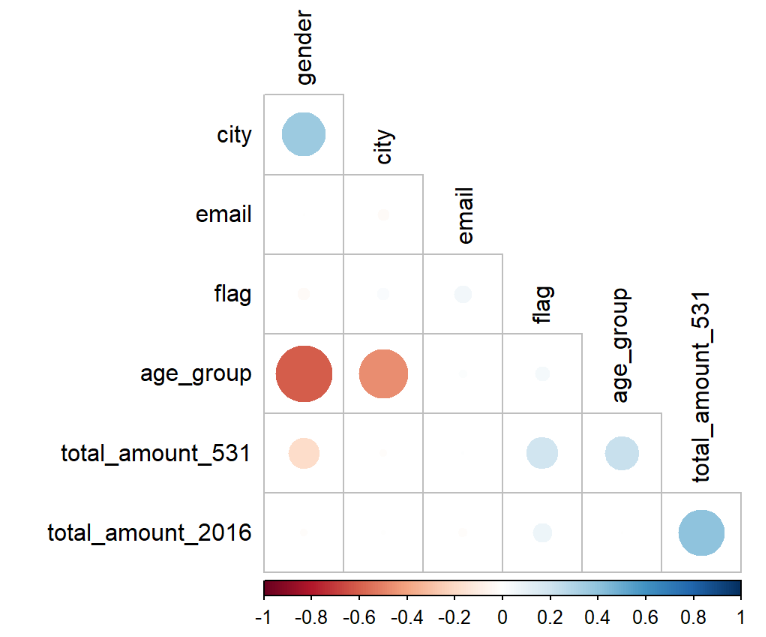 gender
city
city
email
email
flag
flag
age_group
total_amount_531
age_group
total_amount_531
total_amount_2016
-1 -0.8 -0.6 -0.4 -0.2 0 0.2 0.4 0.6 0.8 1